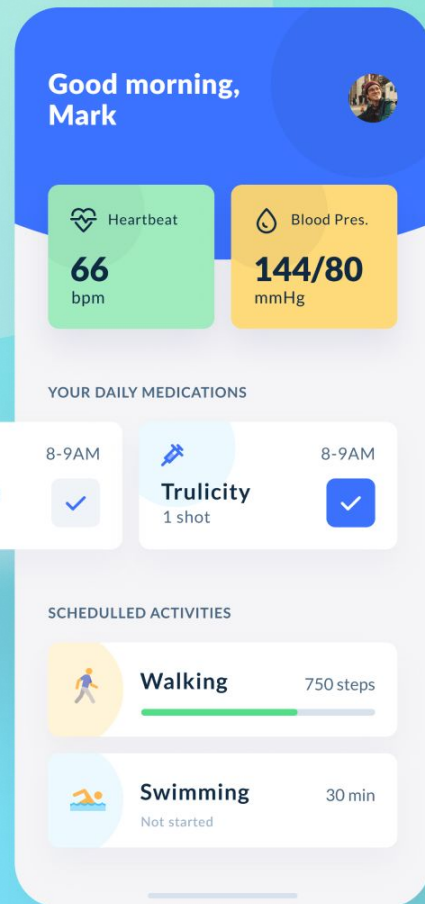 Good morning,
Mark
Heartbeat
66
bpm
Blood Pres.
144/80
mmHg
YOUR DAILY MEDICATIONS
8-9AM
8-9AM
Trulicity
1 shot
SCHEDULLED ACTIVITIES
Walking
750 steps
Swimming
30 min
Not started